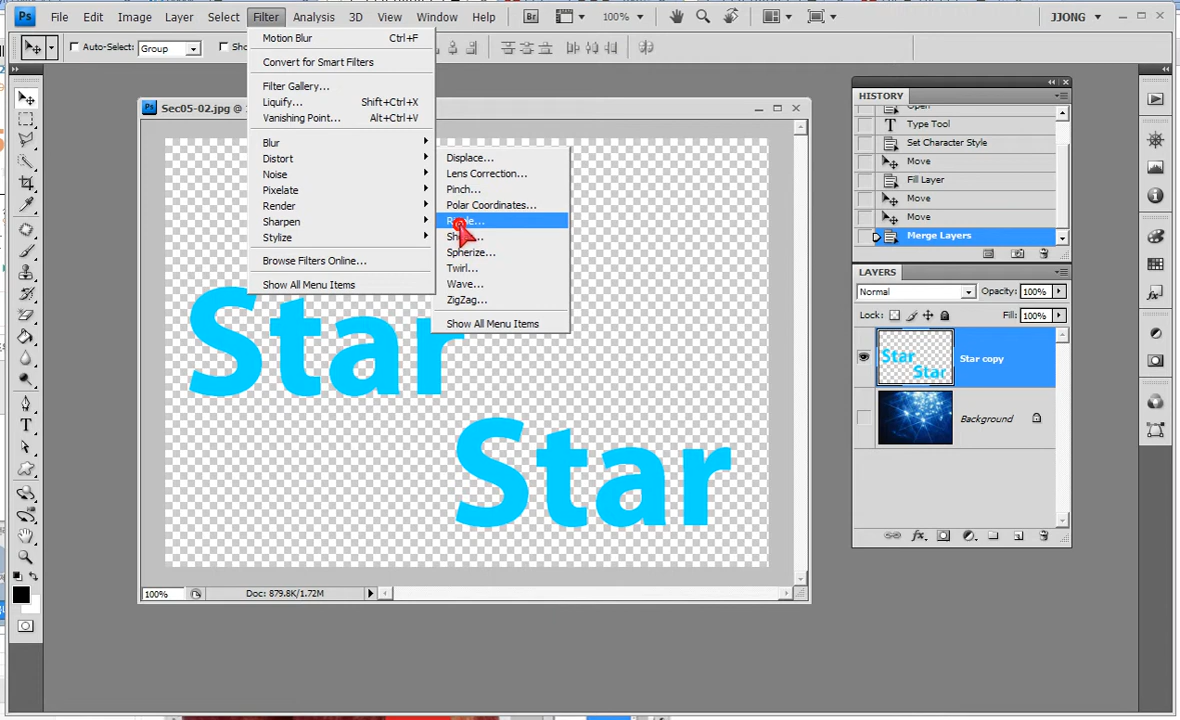 Ps File Edit Image Layer Select Filter Analysis 3D View Window Help Br 100% JJONG
Auto-Select: Group
Motion Blur Ctrl+F
Convert for Smart Filters
Filter Gallery...
Liquify... Shift+Ctrl+X
Vanishing Point... Alt+Ctrl+V
Blur
Distort
Noise
Pixelate
Render
Sharpen
Stylize
Browse Filters Online...
Show All Menu Items
Displace...
Lens Correction...
Pinch...
Polar Coordinates...
Spherize...
Twirl...
Wave...
ZigZag...
Show All Menu Items
Ps Sec05-02.jpg @
Star
Star
100% Doc: 879.8K/1.72M
HISTORY
Open
Type Tool
Set Character Style
Move
Fill Layer
Move
Move
Merge Layers
LAYERS
Normal Opacity: 100%
Lock: Fill: 100%
Star
Star
Star copy
Background